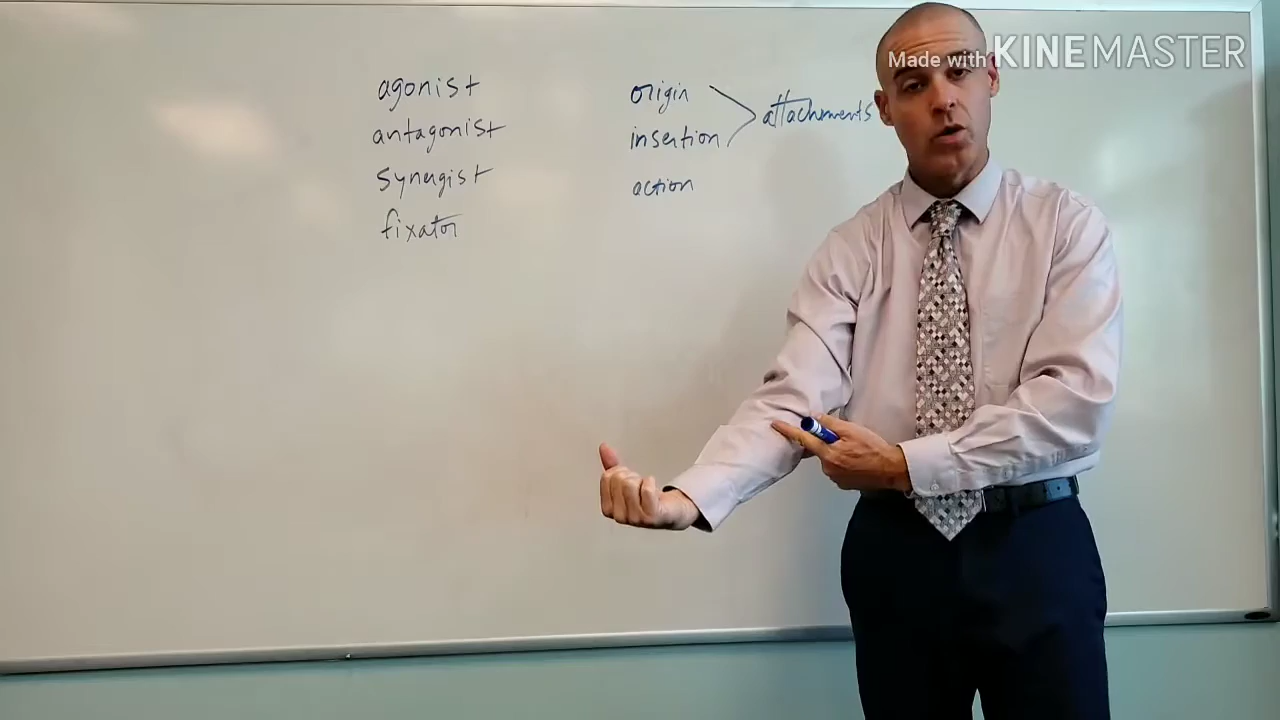 Made with KINEMASTER
agonist
antagonist
synergist
fixator
origin
insertion
attachments
action